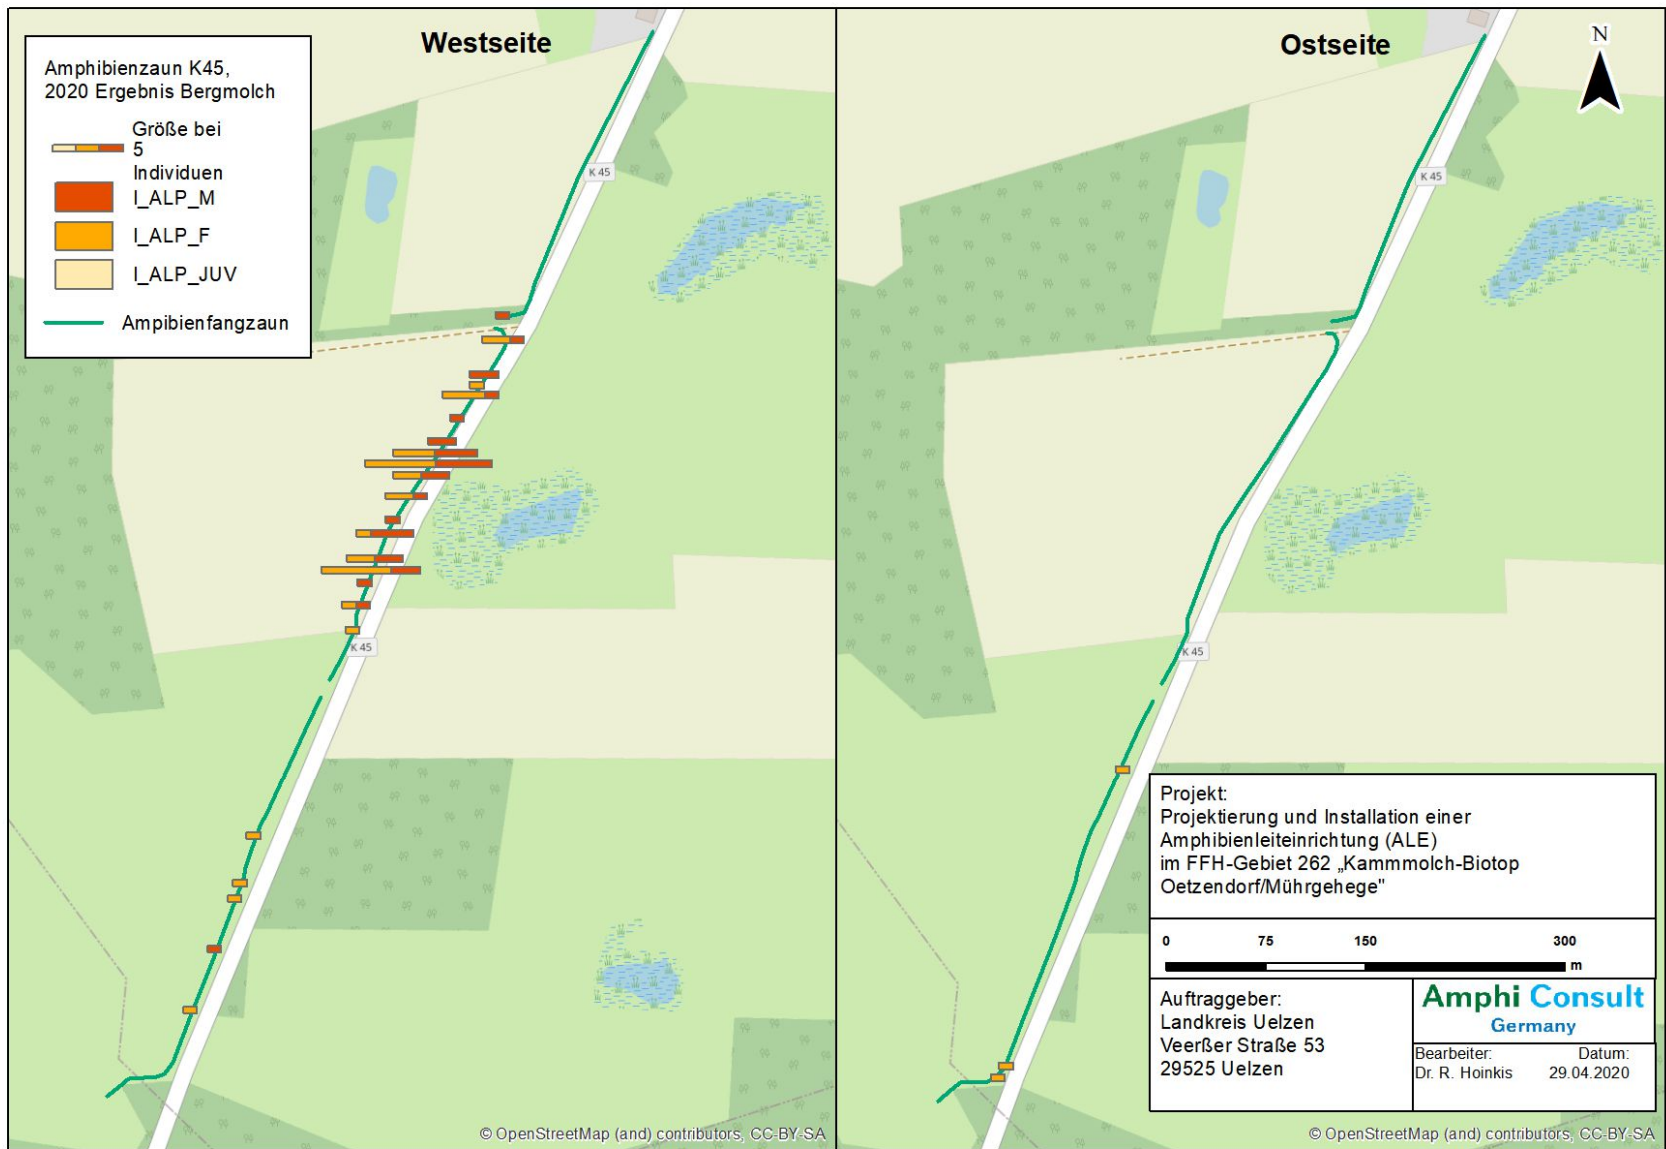 Westseite
Amphibienzaun K45,
2020 Ergebnis Bergmolch
Größe bei
5
Individuen
I_ALP_M
I_ALP_F
I_ALP_JUV
Ampibienfangzaun
K 45
K 45
© OpenStreetMap (and) contributors, CC-BY-SA
Ostseite
N
K 45
K 45
Projekt:
Projektierung und Installation einer
Amphibienleiteinrichtung (ALE)
im FFH-Gebiet 262 „Kammmolch-Biotop
Oetzendorf/Mührgehege"
0 75 150 300
m
Auftraggeber:
Landkreis Uelzen
Veerßer Straße 53
29525 Uelzen
Amphi Consult
Germany
Bearbeiter: Datum:
Dr. R. Hoinkis 29.04.2020
© OpenStreetMap (and) contributors, CC-BY-SA